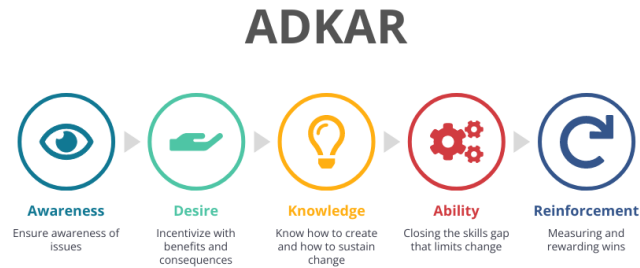 ADKAR
Awareness
Ensure awareness of
issues
Desire
Incentivize with
benefits and
consequences
Knowledge
Know how to create
and how to sustain
change
Ability
Closing the skills gap
that limits change
Reinforcement
Measuring and
rewarding wins